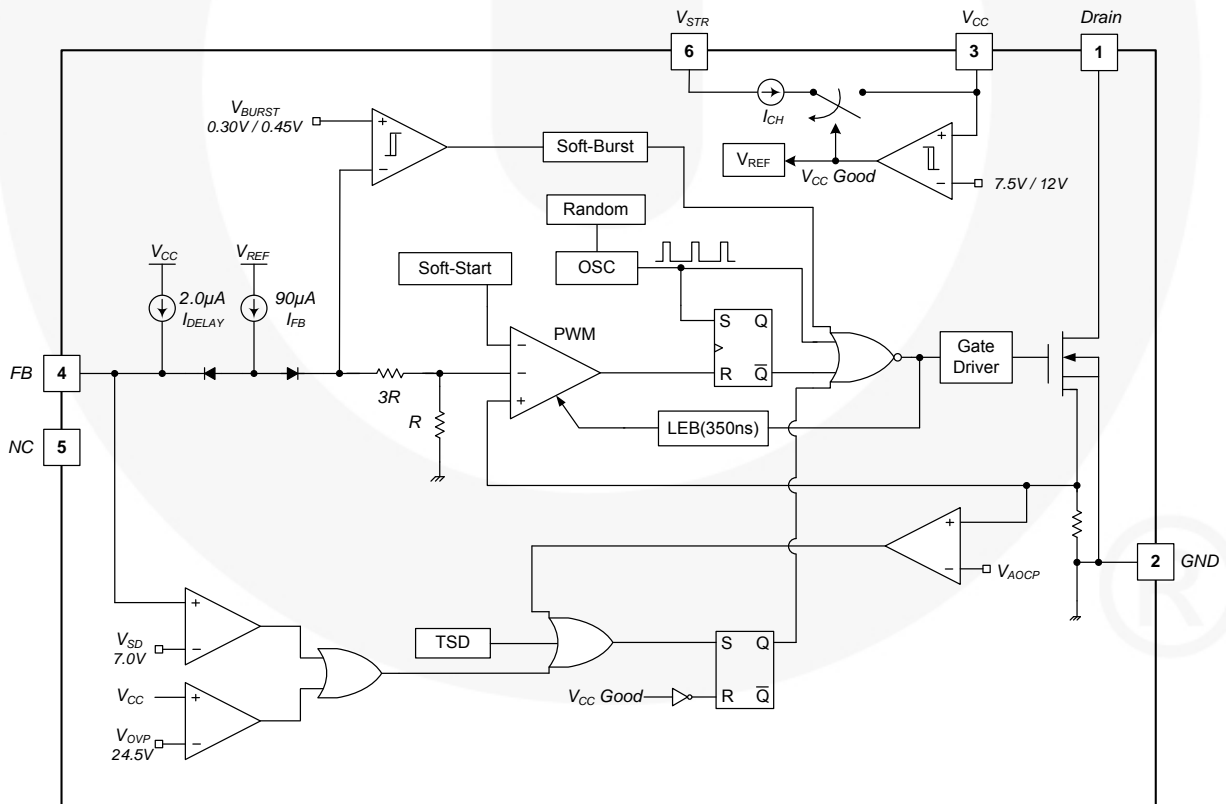 VSTR
VCC
Drain
6
3
1
VBURST
0.30V / 0.45V
+
−
Soft-Burst
ICH
VREF
VCC Good
+
−
7.5V / 12V
Random
OSC
Soft-Start
VCC
VREF
2.0µA
IDELAY
90µA
IFB
PWM
−
−
+
S Q
R Q̅
Gate
Driver
FB
4
3R
R
LEB(350ns)
NC
5
+
−
VAOCP
2
GND
+
−
VSD
7.0V
TSD
S Q
R Q̅
VCC Good
VCC
+
−
VOVP
24.5V
®